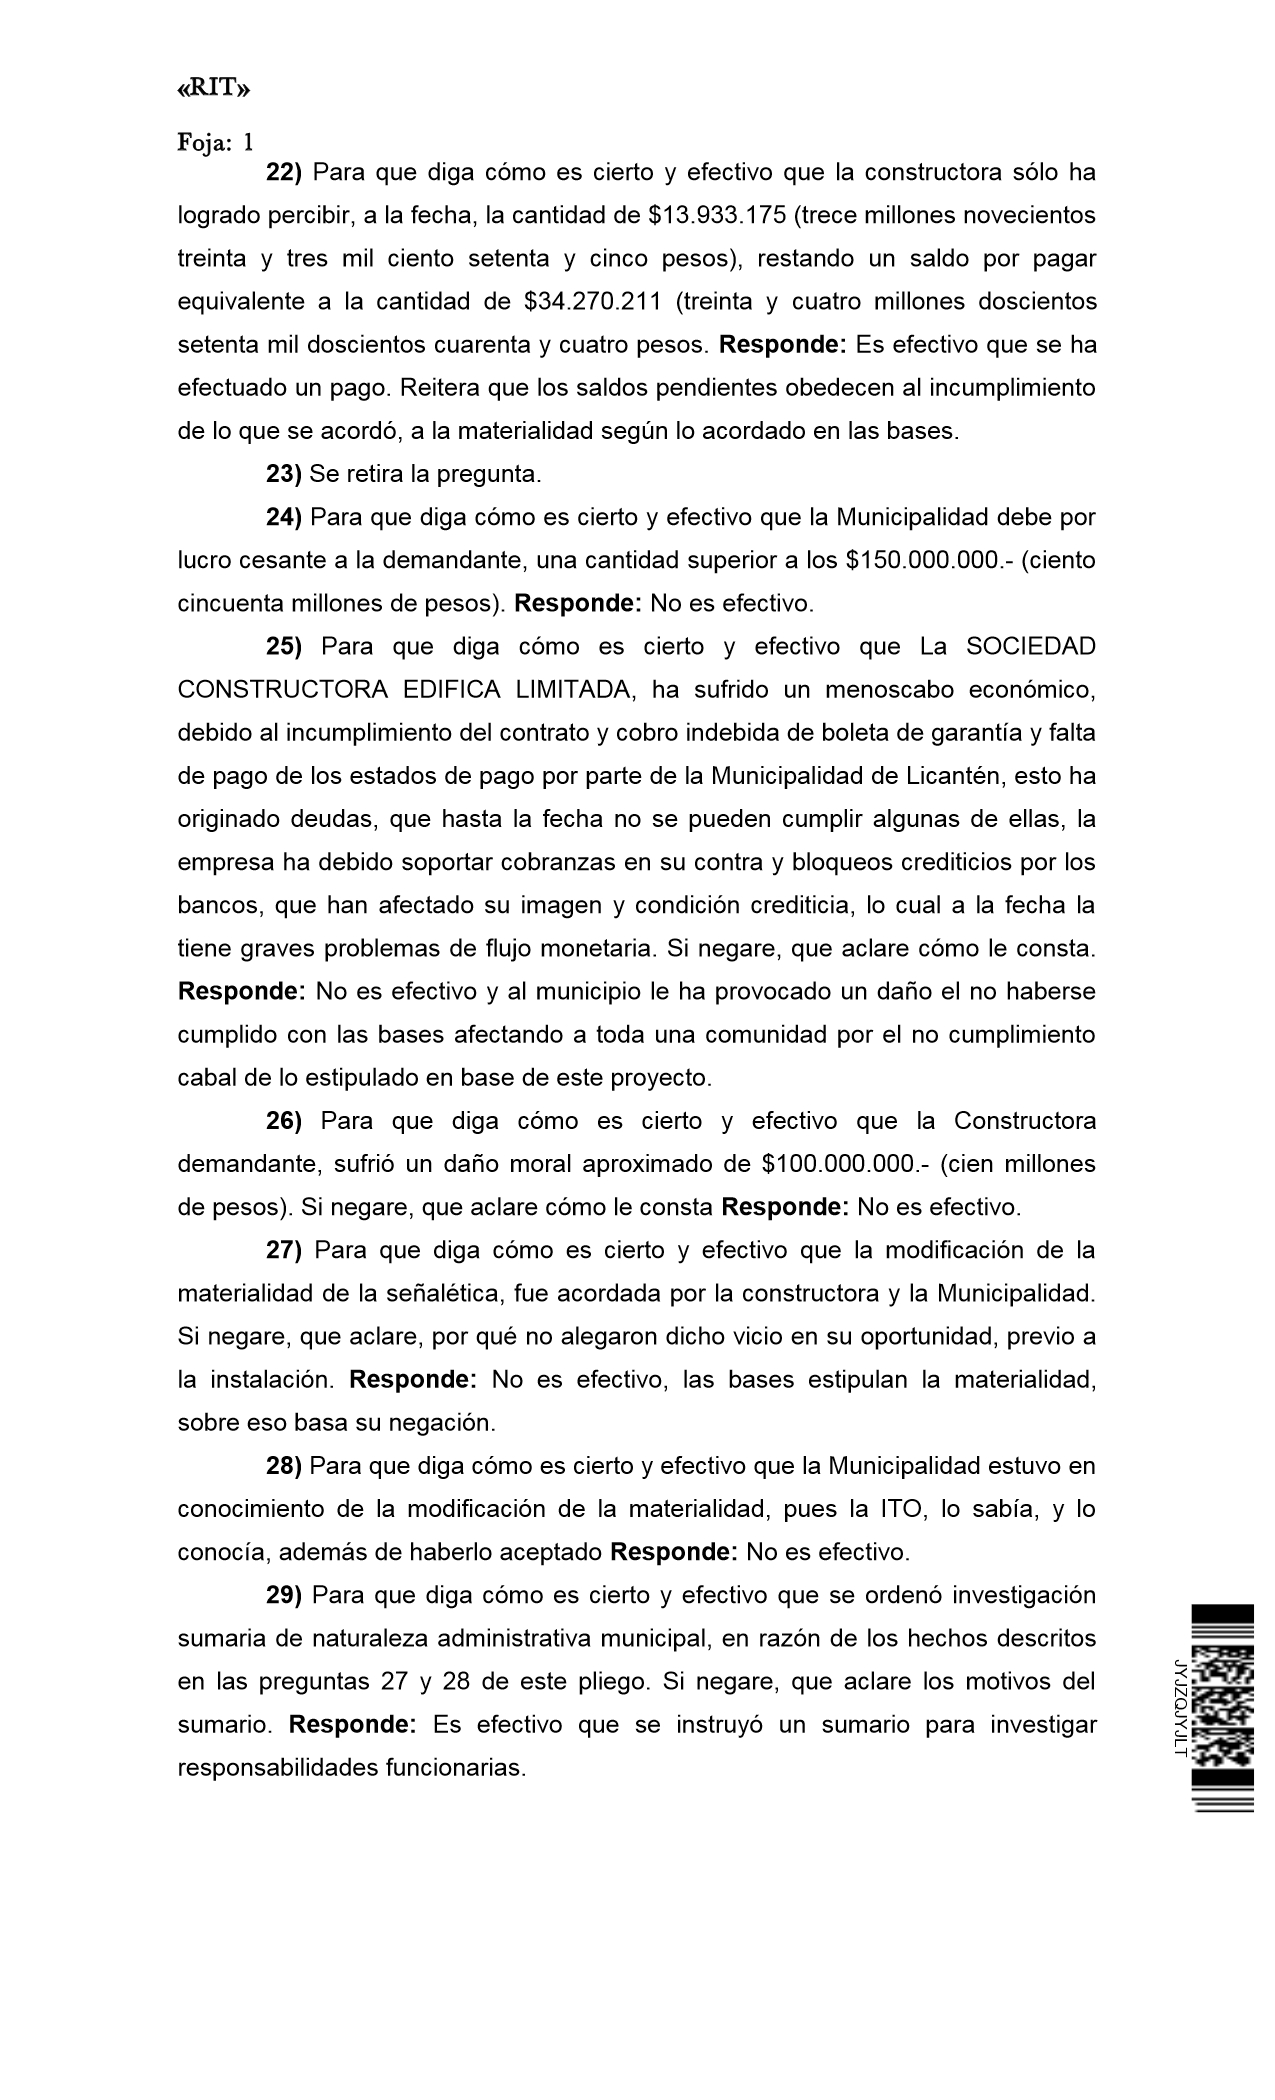 «RIT»
Foja: 1
22) Para que diga cómo es cierto y efectivo que la constructora sólo ha
logrado percibir, a la fecha, la cantidad de $13.933.175 (trece millones novecientos
treinta y tres mil ciento setenta y cinco pesos), restando un saldo por pagar
equivalente a la cantidad de $34.270.211 (treinta y cuatro millones doscientos
setenta mil doscientos cuarenta y cuatro pesos. Responde: Es efectivo que se ha
efectuado un pago. Reitera que los saldos pendientes obedecen al incumplimiento
de lo que se acordó, a la materialidad según lo acordado en las bases.
23) Se retira la pregunta.
24) Para que diga cómo es cierto y efectivo que la Municipalidad debe por
lucro cesante a la demandante, una cantidad superior a los $150.000.000.- (ciento
cincuenta millones de pesos). Responde: No es efectivo.
25) Para que diga cómo es cierto y efectivo que La SOCIEDAD
CONSTRUCTORA EDIFICA LIMITADA, ha sufrido un menoscabo económico,
debido al incumplimiento del contrato y cobro indebida de boleta de garantía y falta
de pago de los estados de pago por parte de la Municipalidad de Licantén, esto ha
originado deudas, que hasta la fecha no se pueden cumplir algunas de ellas, la
empresa ha debido soportar cobranzas en su contra y bloqueos crediticios por los
bancos, que han afectado su imagen y condición crediticia, lo cual a la fecha la
tiene graves problemas de flujo monetaria. Si negare, que aclare cómo le consta.
Responde: No es efectivo y al municipio le ha provocado un daño el no haberse
cumplido con las bases afectando a toda una comunidad por el no cumplimiento
cabal de lo estipulado en base de este proyecto.
26) Para que diga cómo es cierto y efectivo que la Constructora
demandante, sufrió un daño moral aproximado de $100.000.000.- (cien millones
de pesos). Si negare, que aclare cómo le consta Responde: No es efectivo.
27) Para que diga cómo es cierto y efectivo que la modificación de la
materialidad de la señalética, fue acordada por la constructora y la Municipalidad.
Si negare, que aclare, por qué no alegaron dicho vicio en su oportunidad, previo a
la instalación. Responde: No es efectivo, las bases estipulan la materialidad,
sobre eso basa su negación.
28) Para que diga cómo es cierto y efectivo que la Municipalidad estuvo en
conocimiento de la modificación de la materialidad, pues la ITO, lo sabía, y lo
conocía, además de haberlo aceptado Responde: No es efectivo.
29) Para que diga cómo es cierto y efectivo que se ordenó investigación
sumaria de naturaleza administrativa municipal, en razón de los hechos descritos
en las preguntas 27 y 28 de este pliego. Si negare, que aclare los motivos del
sumario. Responde: Es efectivo que se instruyó un sumario para investigar
responsabilidades funcionarias.
JYJZQJYJLT